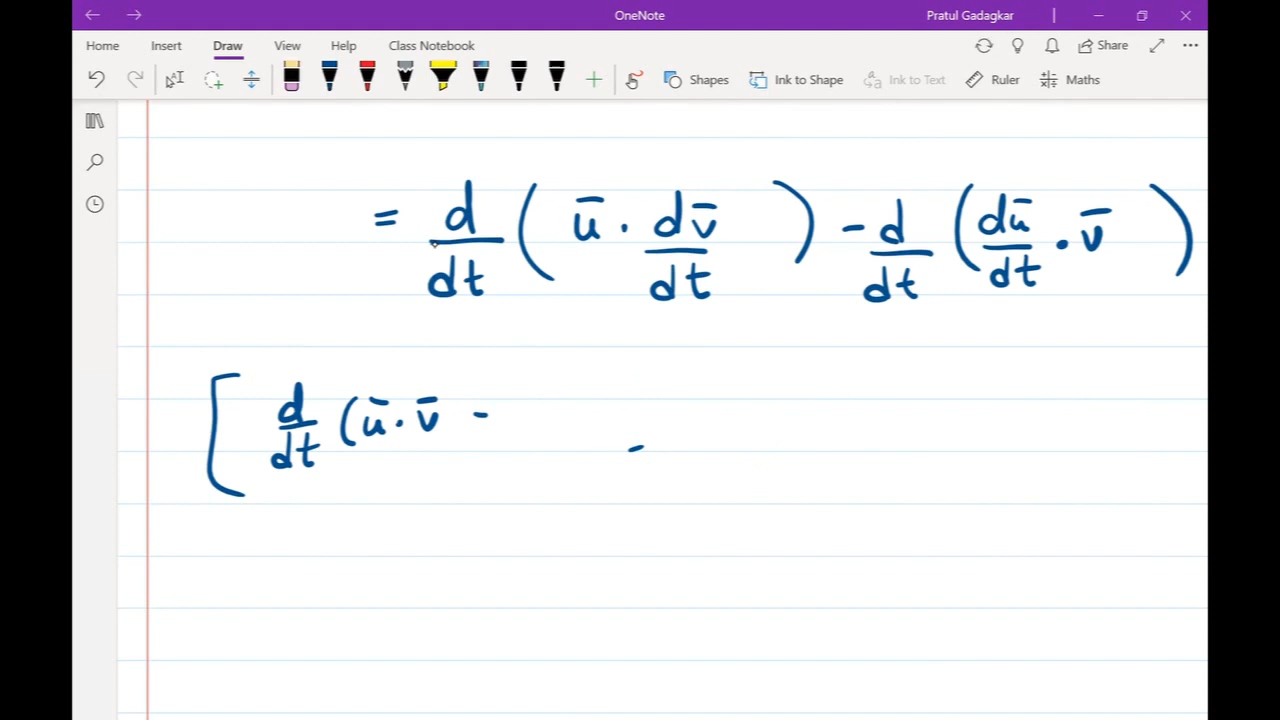 OneNote
Pratul Gadagkar
Home Insert Draw View Help Class Notebook Share
Shapes Ink to Shape Ink to Text Ruler Maths
= d/dt ( ū · dv̄/dt ) - d/dt ( dū/dt · v̄ )
[ d/dt (ū · v̄ - -